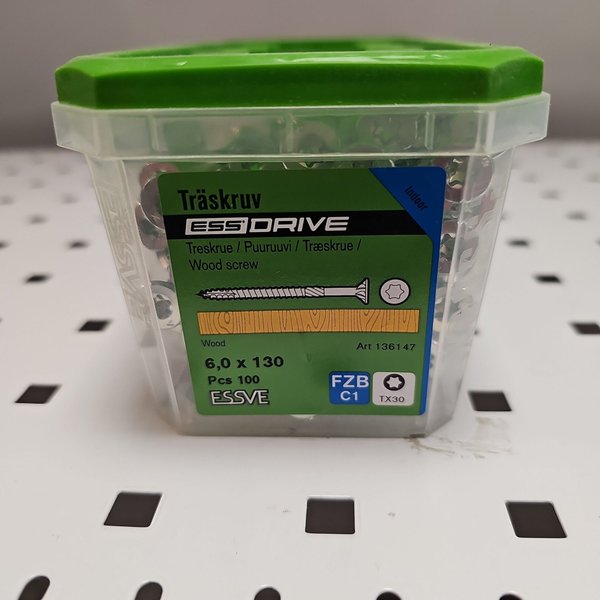 Indoor
Träskruv
ESSDRIVE
Treskrue / Puuruuvi / Træskrue /
Wood screw
Wood
Art 136147
6,0 x 130
Pcs 100
ESSVE
FZB
C1
TX30
ESSVE